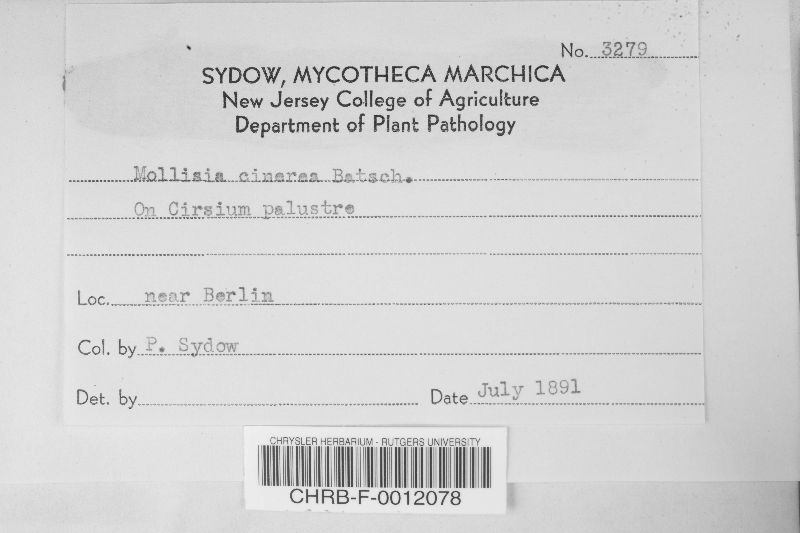 No. 3279
SYDOW, MYCOTHECA MARCHICA
New Jersey College of Agriculture
Department of Plant Pathology
Mollisia cinerea Batsch.
On Cirsium palustre
Loc. near Berlin
Col. by P. Sydow
Det. by
Date July 1891
CHRYSLER HERBARIUM - RUTGERS UNIVERSITY
CHRB-F-0012078